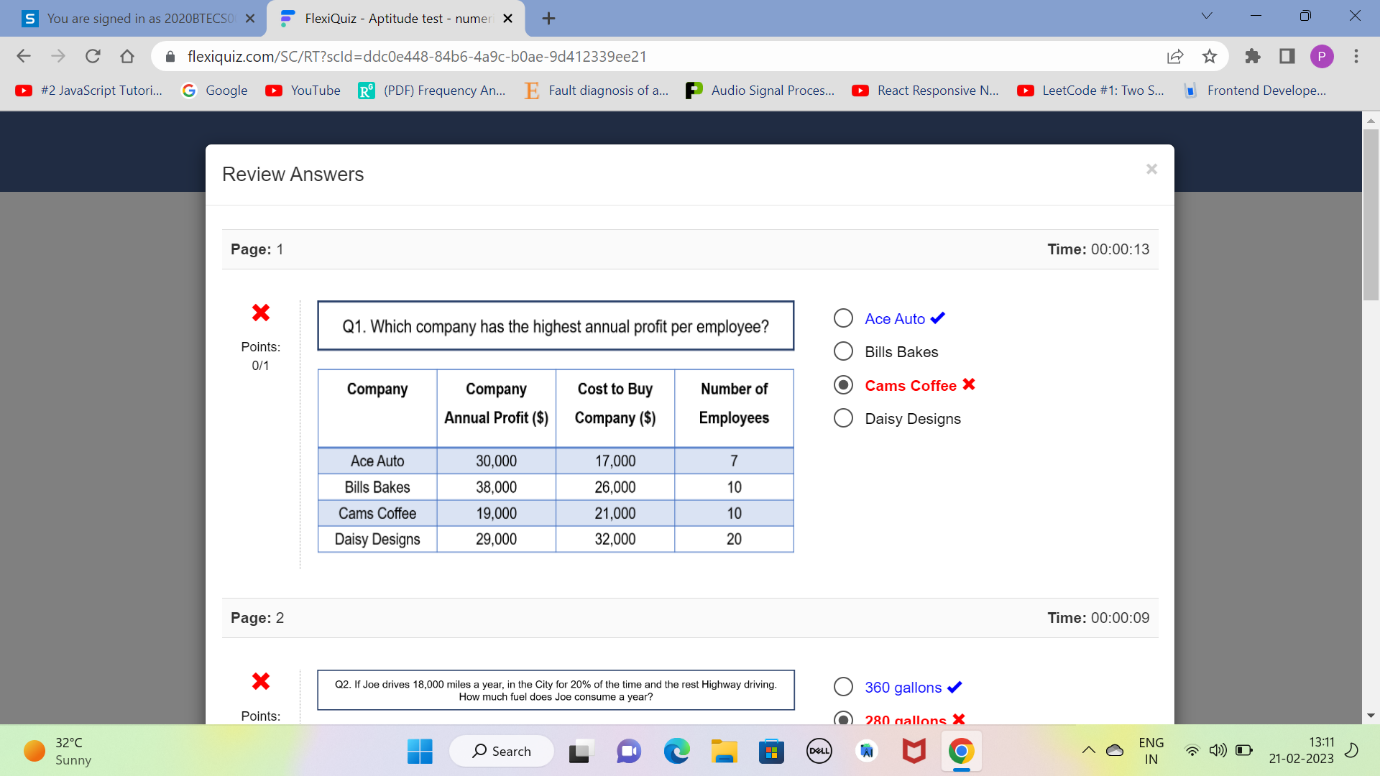 You are signed in as 2020BTECS0
FlexiQuiz - Aptitude test - numer
flexiquiz.com/SC/RT?scId=ddc0e448-84b6-4a9c-b0ae-9d412339ee21
P
#2 JavaScript Tutori...
Google
YouTube
(PDF) Frequency An...
Fault diagnosis of a...
Audio Signal Proces...
React Responsive N...
LeetCode #1: Two S...
Frontend Develope...
Review Answers
Page: 1 Time: 00:00:13
Points:
0/1
Q1. Which company has the highest annual profit per employee?
Company Company Annual Profit ($) Cost to Buy Company ($) Number of Employees
Ace Auto 30,000 17,000 7
Bills Bakes 38,000 26,000 10
Cams Coffee 19,000 21,000 10
Daisy Designs 29,000 32,000 20
Ace Auto
Bills Bakes
Cams Coffee
Daisy Designs
Page: 2 Time: 00:00:09
Points:
Q2. If Joe drives 18,000 miles a year, in the City for 20% of the time and the rest Highway driving.
How much fuel does Joe consume a year?
360 gallons
280 gallons
32°C
Sunny
Search
DELL
ENG
IN
13:11
21-02-2023